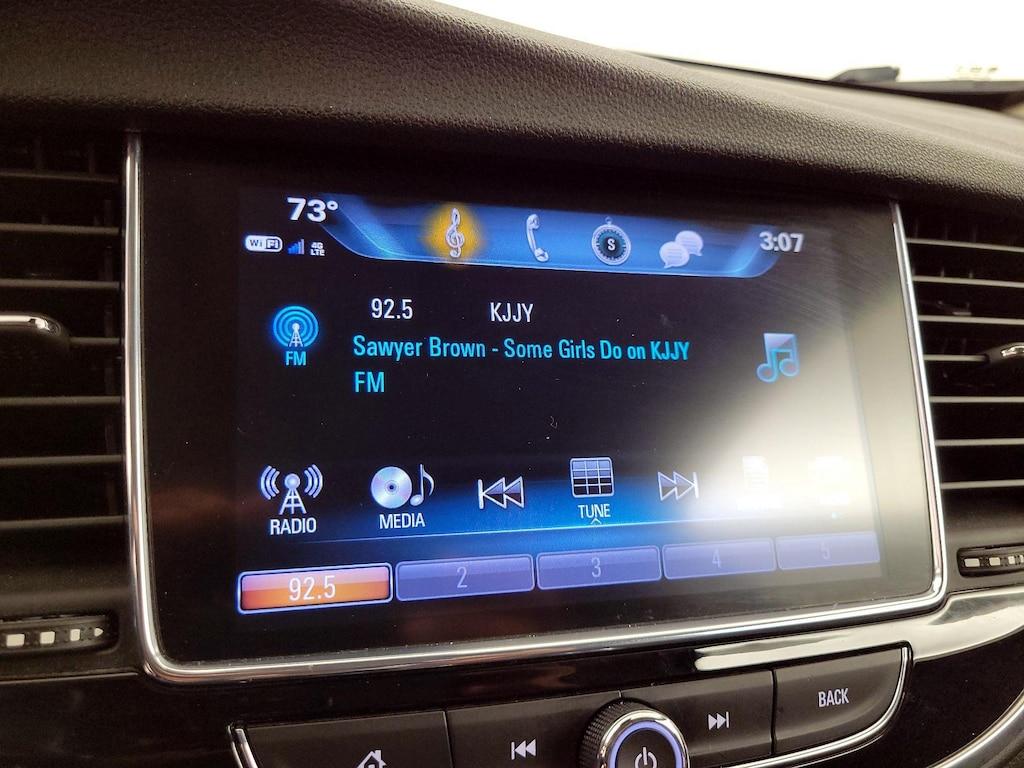 73°
3:07
WiFi
4G
LTE
S
92.5 KJJY
FM
Sawyer Brown - Some Girls Do on KJJY
FM
RADIO
MEDIA
TUNE
92.5
2
3
4
5
BACK